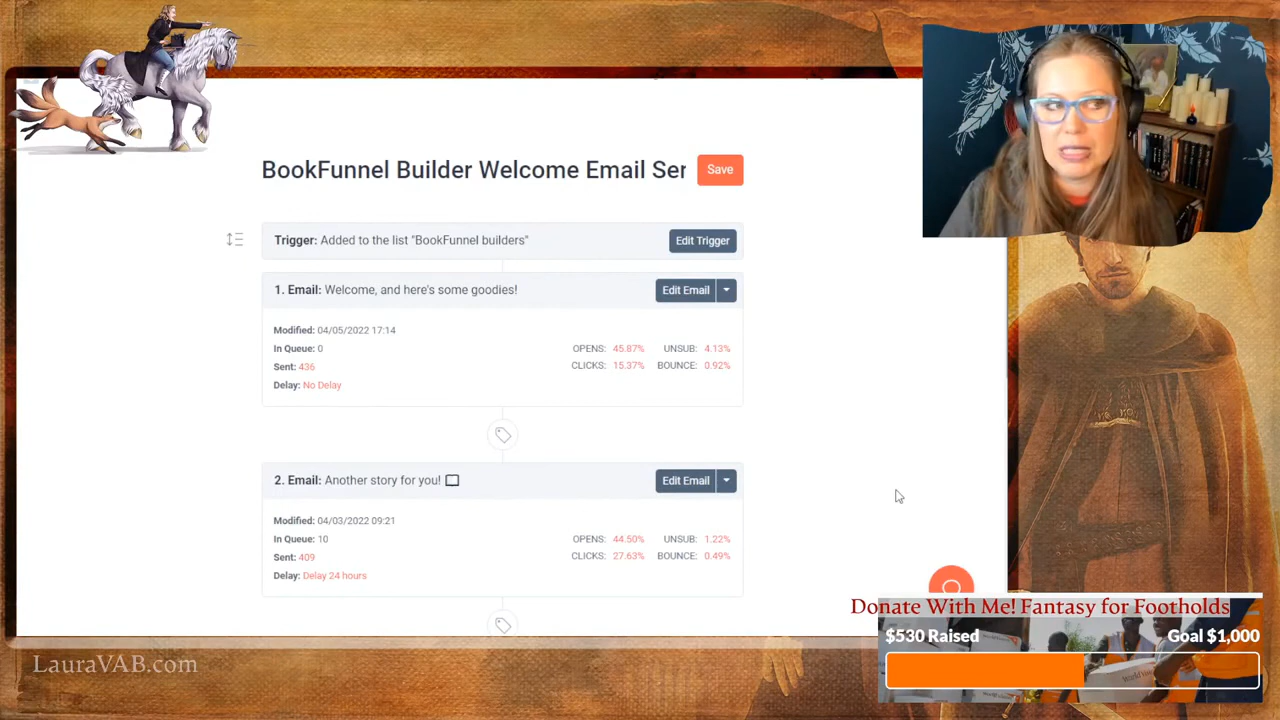 BookFunnel Builder Welcome Email Ser
Save
Trigger: Added to the list "BookFunnel builders"
Edit Trigger
1. Email: Welcome, and here's some goodies!
Edit Email
Modified: 04/05/2022 17:14
In Queue: 0
OPENS: 45.87% UNSUB: 4.13%
Sent: 436
CLICKS: 15.37% BOUNCE: 0.92%
Delay: No Delay
2. Email: Another story for you!
Edit Email
Modified: 04/03/2022 09:21
In Queue: 10
OPENS: 44.50% UNSUB: 1.22%
Sent: 409
CLICKS: 27.63% BOUNCE: 0.49%
Delay: Delay 24 hours
Donate With Me! Fantasy for Footholds
$530 Raised
Goal $1,000
LauraVAB.com